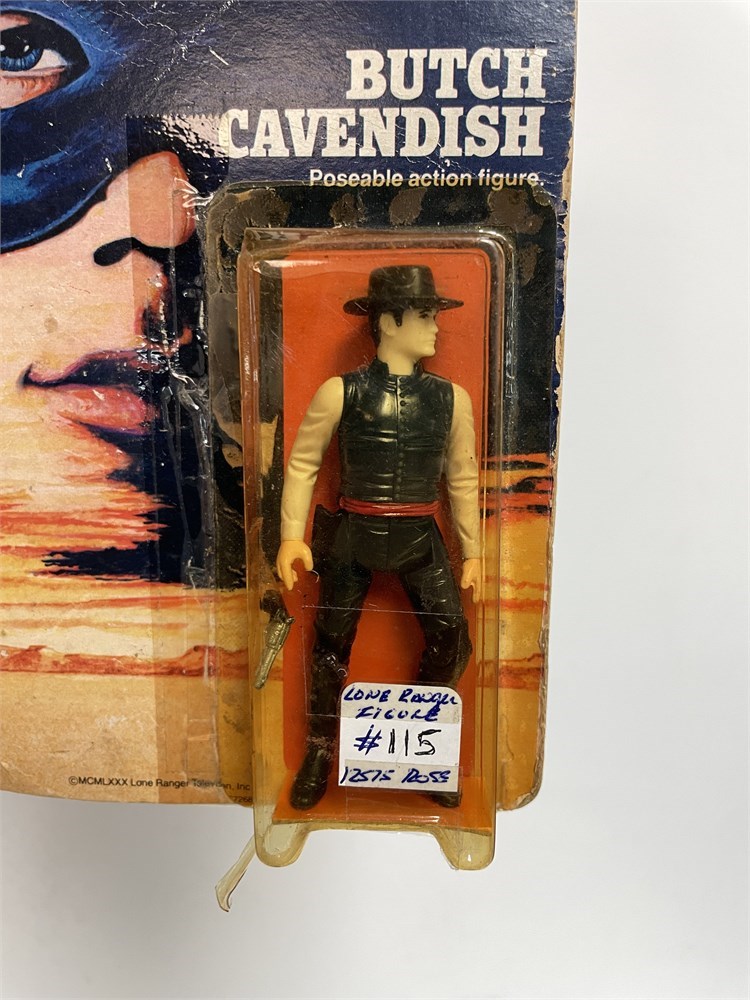 BUTCH
CAVENDISH
Poseable action figure.
LONE RANGER
FIGURE
#115
©MCMLXXX Lone Ranger Television, Inc